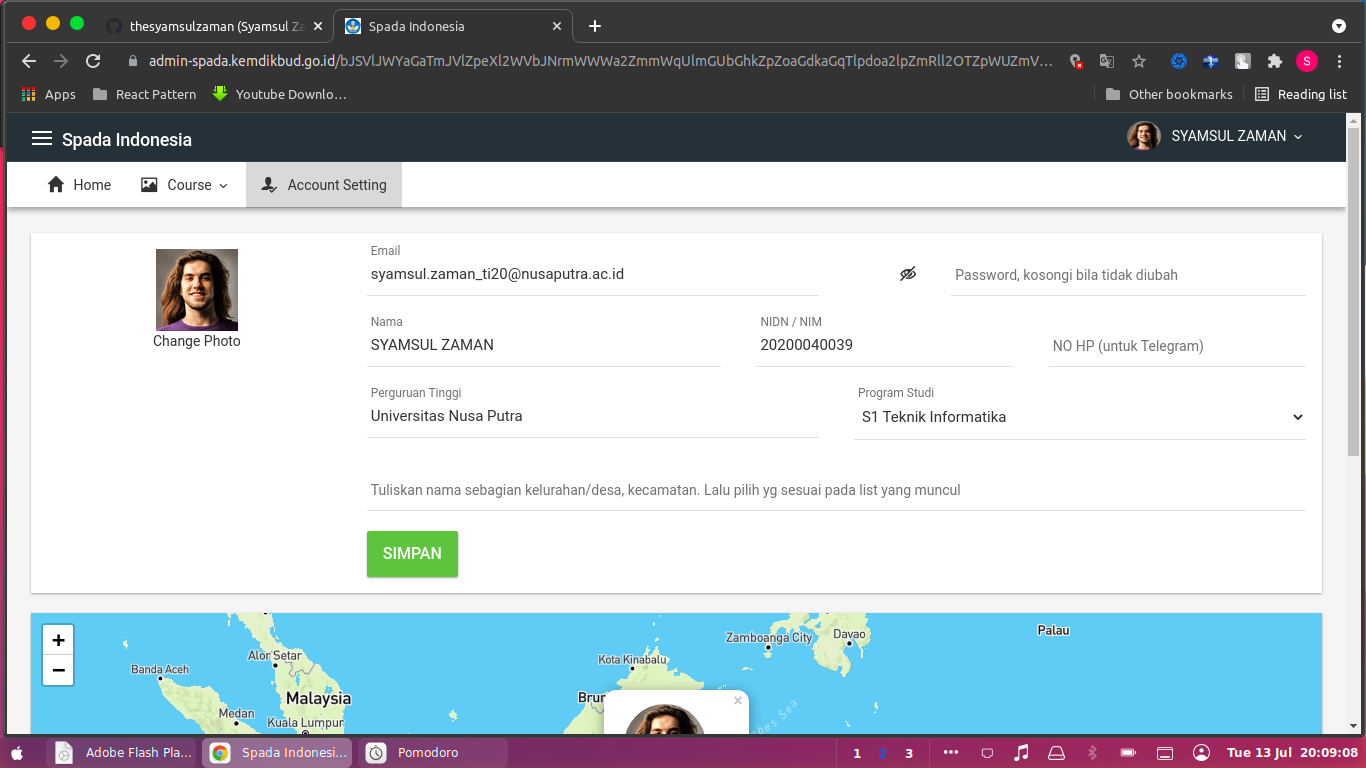 thesyamsulzaman (Syamsul Za
Spada Indonesia
admin-spada.kemdikbud.go.id/
S
Apps
React Pattern
Youtube Downlo...
Other bookmarks
Reading list
Spada Indonesia
SYAMSUL ZAMAN
Home
Course
Account Setting
Change Photo
Email
syamsul.zaman_ti20@nusaputra.ac.id
Password, kosongi bila tidak diubah
Nama
SYAMSUL ZAMAN
NIDN / NIM
20200040039
NO HP (untuk Telegram)
Perguruan Tinggi
Universitas Nusa Putra
Program Studi
S1 Teknik Informatika
Tuliskan nama sebagian kelurahan/desa, kecamatan. Lalu pilih yg sesuai pada list yang muncul
SIMPAN
+
−
Palau
Zamboanga City
Davao
Alor Setar
Kota Kinabalu
Banda Aceh
Malaysia
Brun
Medan
Kuala Lumpur
Adobe Flash Pla...
Spada Indonesi...
Pomodoro
1 2 3
Tue 13 Jul 20:09:08